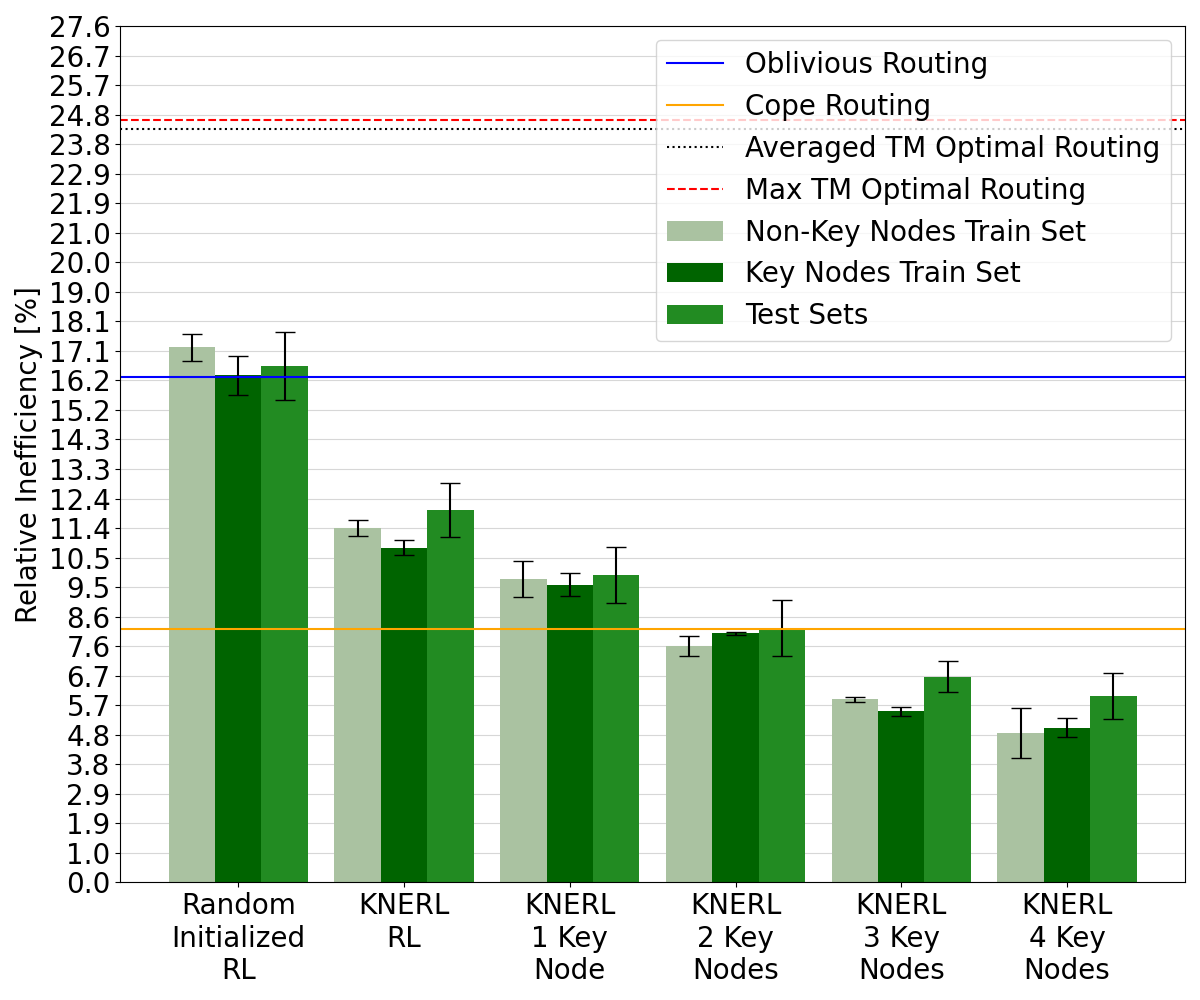 27.6
26.7
25.7
24.8
23.8
22.9
21.9
21.0
20.0
19.0
18.1
17.1
16.2
15.2
14.3
13.3
12.4
11.4
10.5
9.5
8.6
7.6
6.7
5.7
4.8
3.8
2.9
1.9
1.0
0.0
Relative Inefficiency [%]
Oblivious Routing
Cope Routing
Averaged TM Optimal Routing
Max TM Optimal Routing
Non-Key Nodes Train Set
Key Nodes Train Set
Test Sets
Random
Initialized
RL
KNERL
RL
KNERL
1 Key
Node
KNERL
2 Key
Nodes
KNERL
3 Key
Nodes
KNERL
4 Key
Nodes